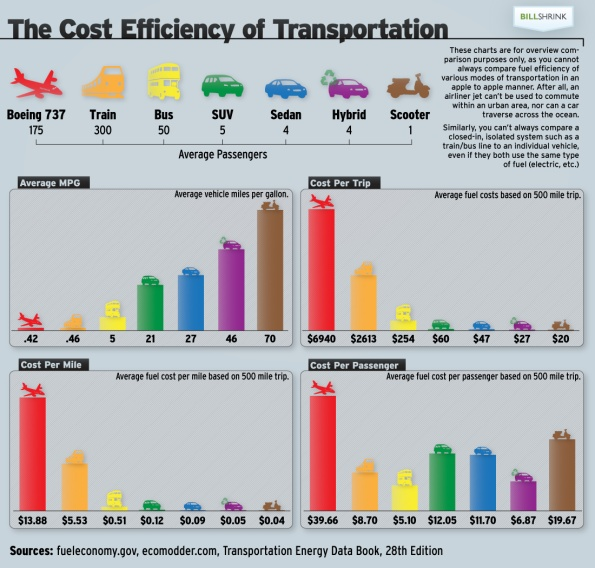 The Cost Efficiency of Transportation
BILLSHRINK
These charts are for overview com-
parison purposes only, as you cannot
always compare fuel efficiency of
various modes of transportation in an
apple to apple manner. After all, an
airliner jet can't be used to commute
within an urban area, nor can a car
traverse across the ocean.
Similarly, you can't always compare a
closed-in, isolated system such as a
train/bus line to an individual vehicle,
even if they both use the same type
of fuel (electric, etc.)
Boeing 737 Train Bus SUV Sedan Hybrid Scooter
175 300 50 5 4 4 1
Average Passengers
Average MPG
Average vehicle miles per gallon.
.42 .46 5 21 27 46 70
Cost Per Trip
Average fuel costs based on 500 mile trip.
$6940 $2613 $254 $60 $47 $27 $20
Cost Per Mile
Average fuel cost per mile based on 500 mile trip.
$13.88 $5.53 $0.51 $0.12 $0.09 $0.05 $0.04
Cost Per Passenger
Average fuel cost per passenger based on 500 mile trip.
$39.66 $8.70 $5.10 $12.05 $11.70 $6.87 $19.67
Sources: fueleconomy.gov, ecomodder.com, Transportation Energy Data Book, 28th Edition